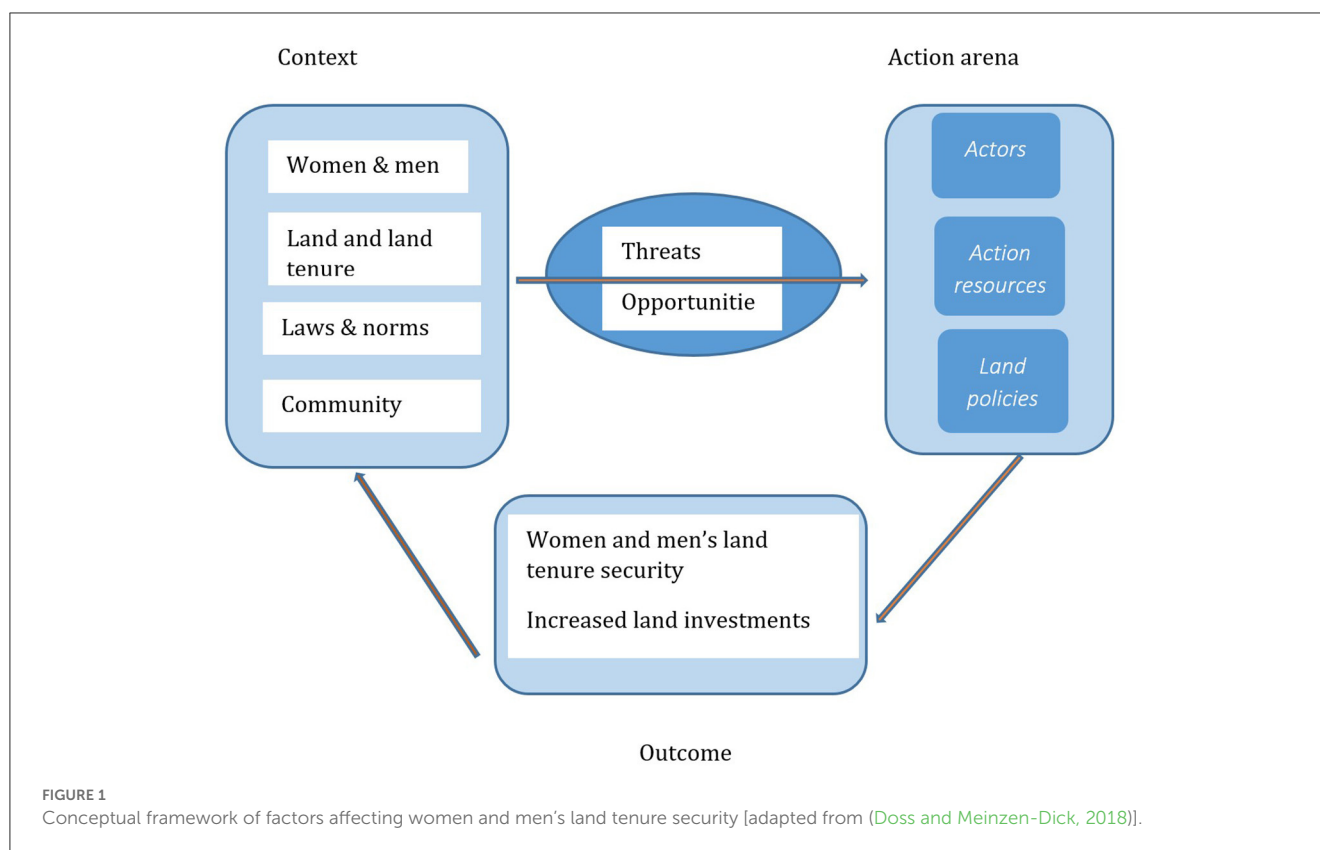 Context
Action arena
Women & men
Land and land
tenure
Laws & norms
Community
Threats
Opportunitie
Actors
Action
resources
Land
policies
Women and men’s land
tenure security
Increased land investments
Outcome
FIGURE 1
Conceptual framework of factors affecting women and men’s land tenure security [adapted from (Doss and Meinzen-Dick, 2018)].